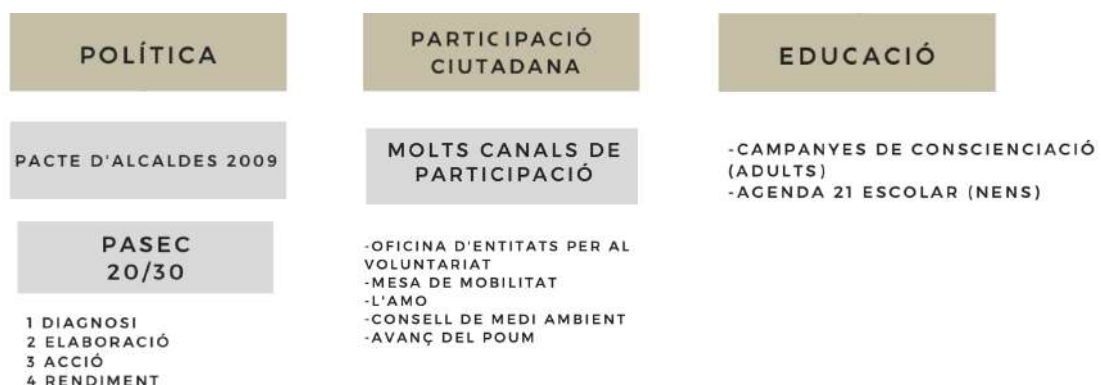 POLÍTICA
PACTE D'ALCALDES 2009
PASEC
20/30
1 DIAGNOSI
2 ELABORACIÓ
3 ACCIÓ
4 RENDIMENT
PARTICIPACIÓ
CIUTADANA
MOLTS CANALS DE
PARTICIPACIÓ
-OFICINA D'ENTITATS PER AL
VOLUNTARIAT
-MESA DE MOBILITAT
-L'AMO
-CONSELL DE MEDI AMBIENT
-AVANÇ DEL POUM
EDUCACIÓ
-CAMPANYES DE CONSCIENCIACIÓ
(ADULTS)
-AGENDA 21 ESCOLAR (NENS)